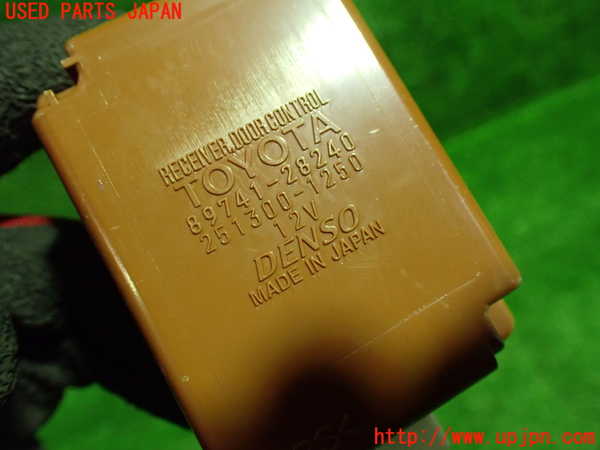 USED PARTS JAPAN
RECEIVER,DOOR CONTROL
TOYOTA
89741-28240
251300-1250
12V
DENSO
MADE IN JAPAN
http://www.upjpn.com